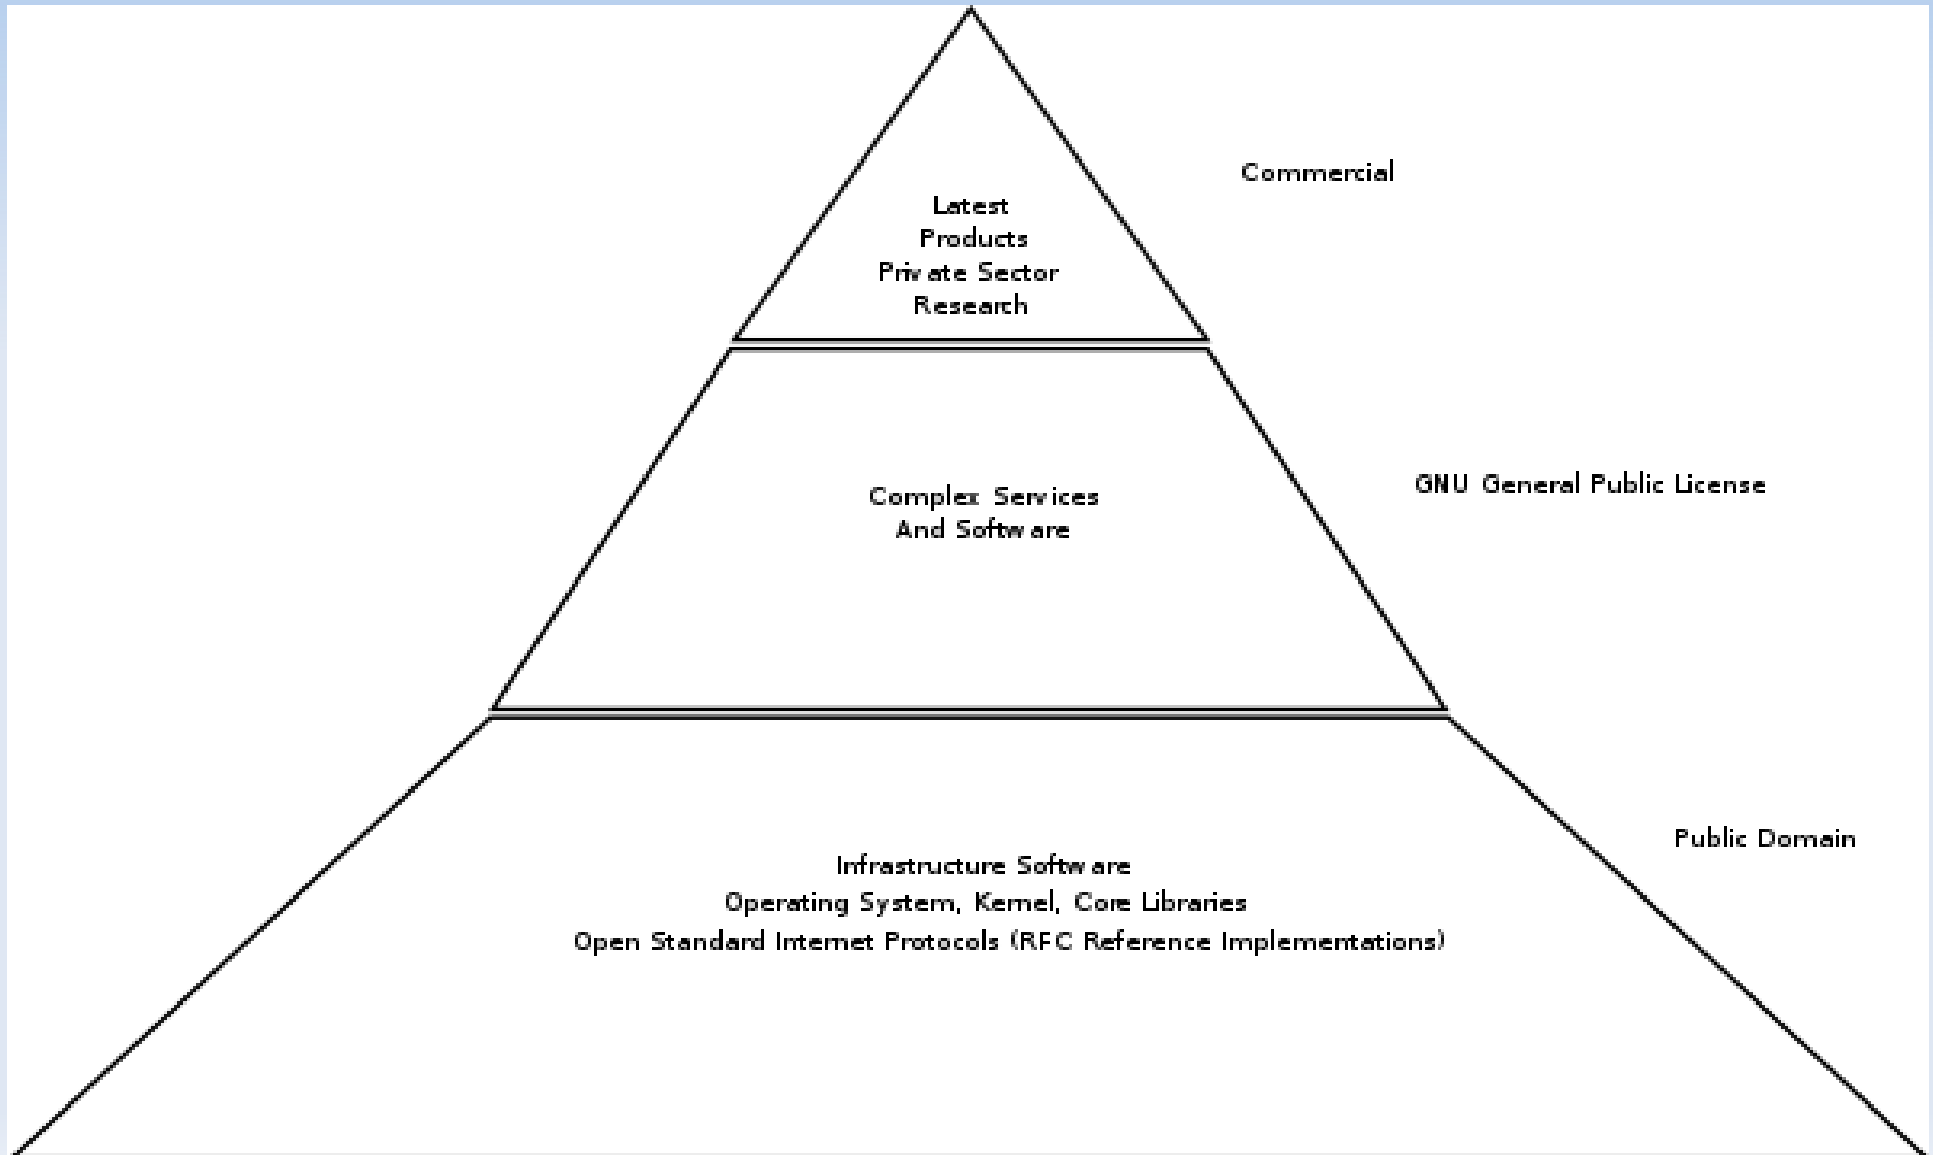 Commercial
Latest
Products
Private Sector
Research
GNU General Public License
Complex Services
And Software
Public Domain
Infrastructure Software
Operating System, Kernel, Core Libraries
Open Standard Internet Protocols (RFC Reference Implementations)